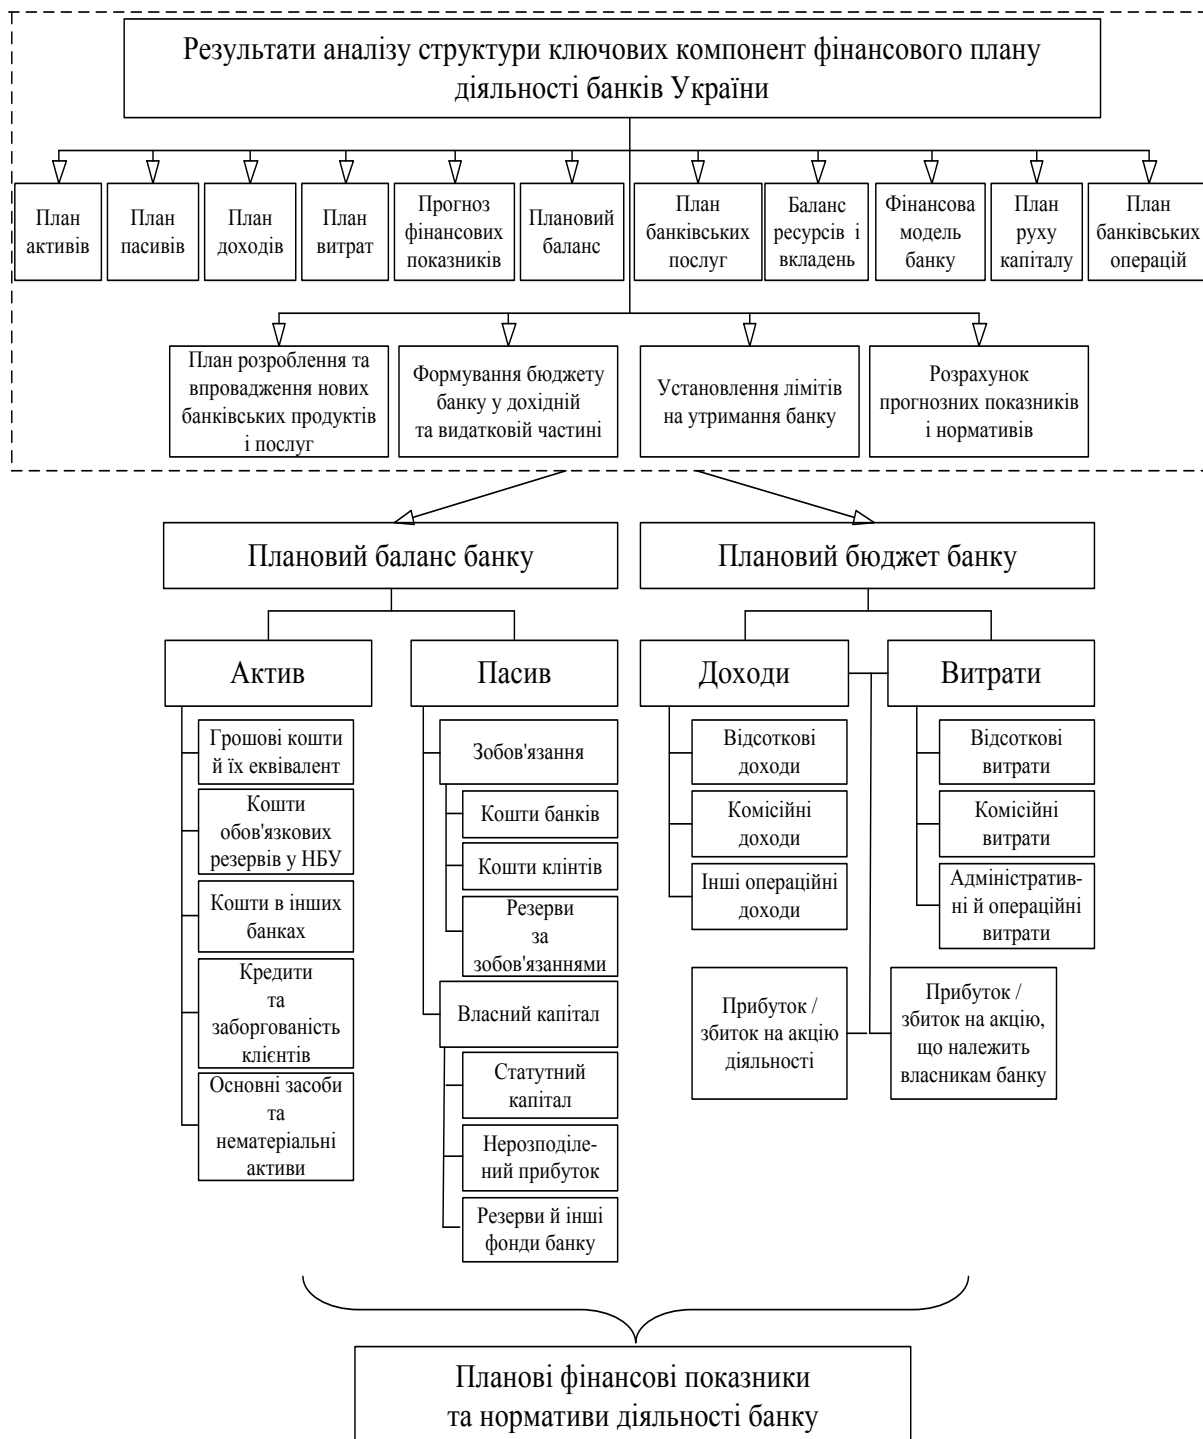 Результати аналізу структури ключових компонент фінансового плану
діяльності банків України
План
активів
План
пасивів
План
доходів
План
витрат
Прогноз
фінансових
показників
Плановий
баланс
План
банківських
послуг
Баланс
ресурсів і
вкладень
Фінансова
модель
банку
План
руху
капіталу
План
банківських
операцій
План розроблення та
впровадження нових
банківських продуктів
і послуг
Формування бюджету
банку у дохідній
та видатковій частині
Установлення лімітів
на утримання банку
Розрахунок
прогнозних показників
і нормативів
Плановий баланс банку
Плановий бюджет банку
Актив
Пасив
Доходи
Витрати
Грошові кошти
й їх еквівалент
Кошти
обов'язкових
резервів у НБУ
Кошти в інших
банках
Кредити
та
заборгованість
клієнтів
Основні засоби
та
нематеріальні
активи
Зобов'язання
Кошти банків
Кошти клінтів
Резерви
за
зобов'язаннями
Власний капітал
Статутний
капітал
Нерозподіле-
ний прибуток
Резерви й інші
фонди банку
Відсоткові
доходи
Комісійні
доходи
Інші операційні
доходи
Відсоткові
витрати
Комісійні
витрати
Адміністратив-
ні й операційні
витрати
Прибуток /
збиток на акцію
діяльності
Прибуток /
збиток на акцію,
що належить
власникам банку
Планові фінансові показники
та нормативи діяльності банку